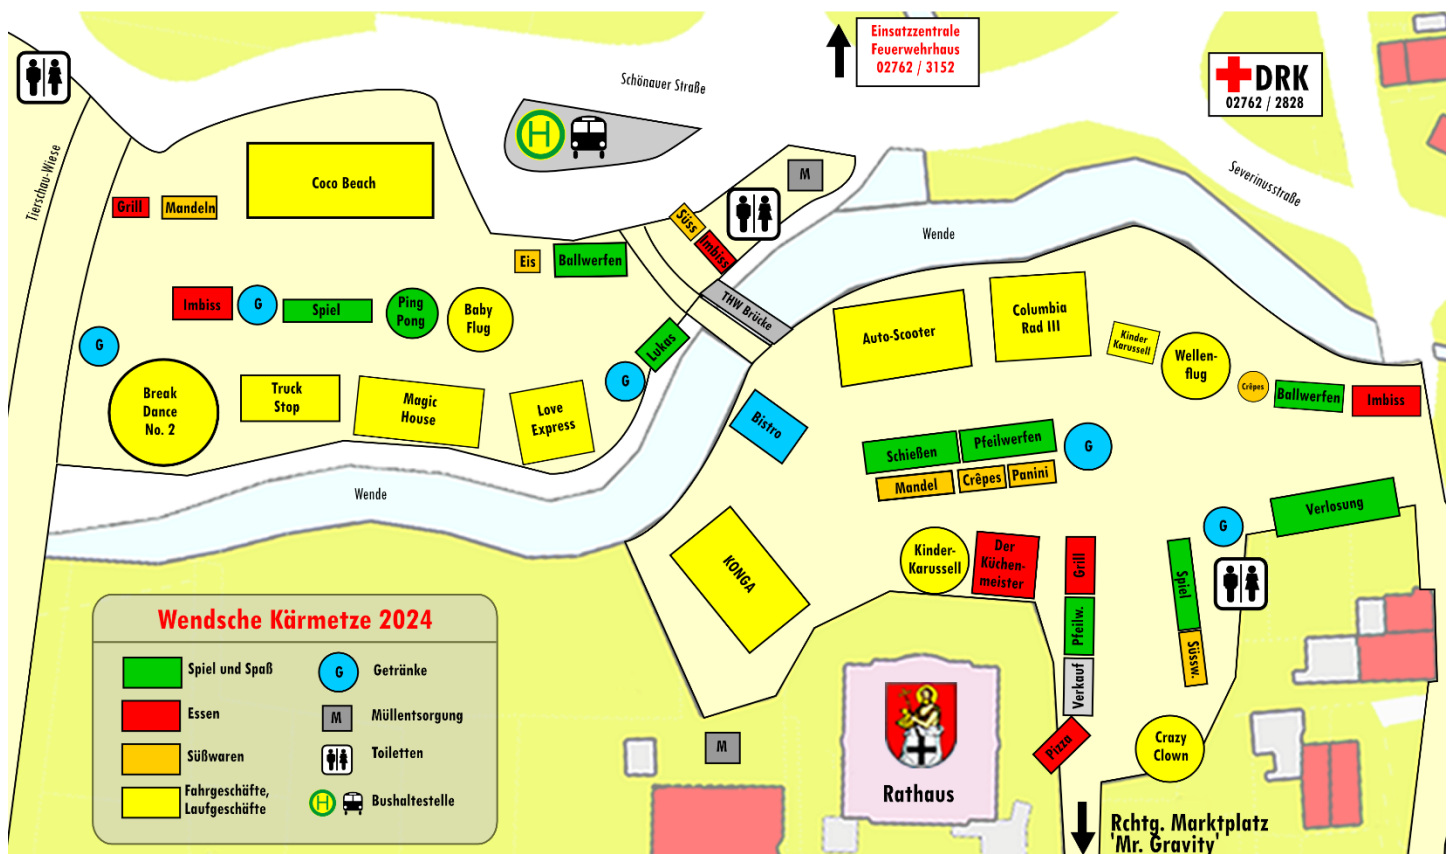 Einsatzzentrale
Feuerwehrhaus
02762 / 3152
DRK
02762 / 2828
Schönauer Straße
Severinusstraße
Tierschau-Wiese
H
M
Coco Beach
Grill
Mandeln
Süss
Imbiss
Wende
Eis
Ballwerfen
THW Brücke
Imbiss
G
Spiel
Ping
Pong
Baby
Flug
Lukas
G
G
Auto-Scooter
Columbia
Rad III
Kinder
Karussell
Wellen-
flug
Crêpes
Ballwerfen
Imbiss
Break
Dance
No. 2
Truck
Stop
Magic
House
Love
Express
Bistro
Schießen
Pfeilwerfen
G
Mandel
Crêpes
Panini
Wende
Verlosung
G
KONGA
Kinder-
Karussell
Der
Küchen-
meister
Grill
Pfeilw.
Verkauf
Pizza
Spiel
Süssw.
Crazy
Clown
M
Rathaus
Rchtg. Marktplatz
'Mr. Gravity'
Wendsche Kärmetze 2024
Spiel und Spaß
G
Getränke
Essen
M
Müllentsorgung
Süßwaren
Toiletten
Fahrgeschäfte,
Laufgeschäfte
H
Bushaltestelle